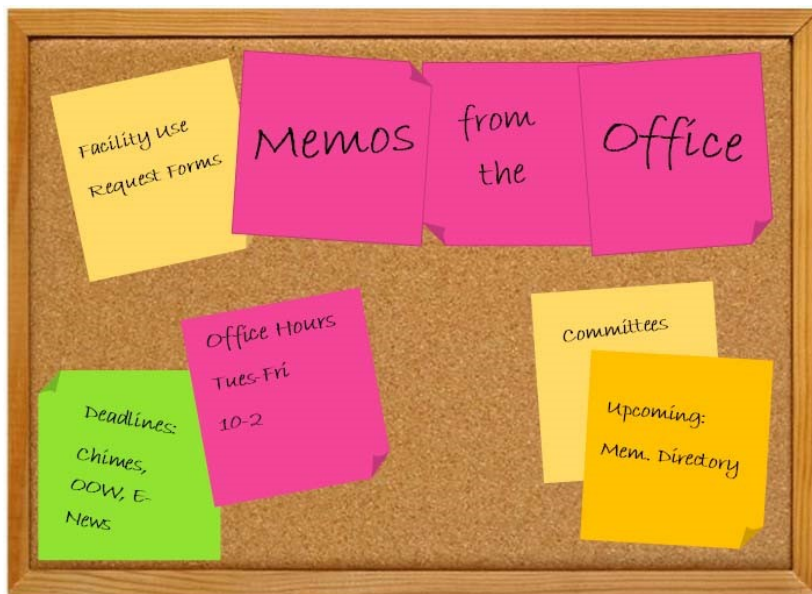 Facility Use
Request Forms
Memos
from
the
Office
Office Hours
Tues-Fri
10-2
Committees
Deadlines:
Chimes,
OOW, E-
News
Upcoming:
Mem. Directory